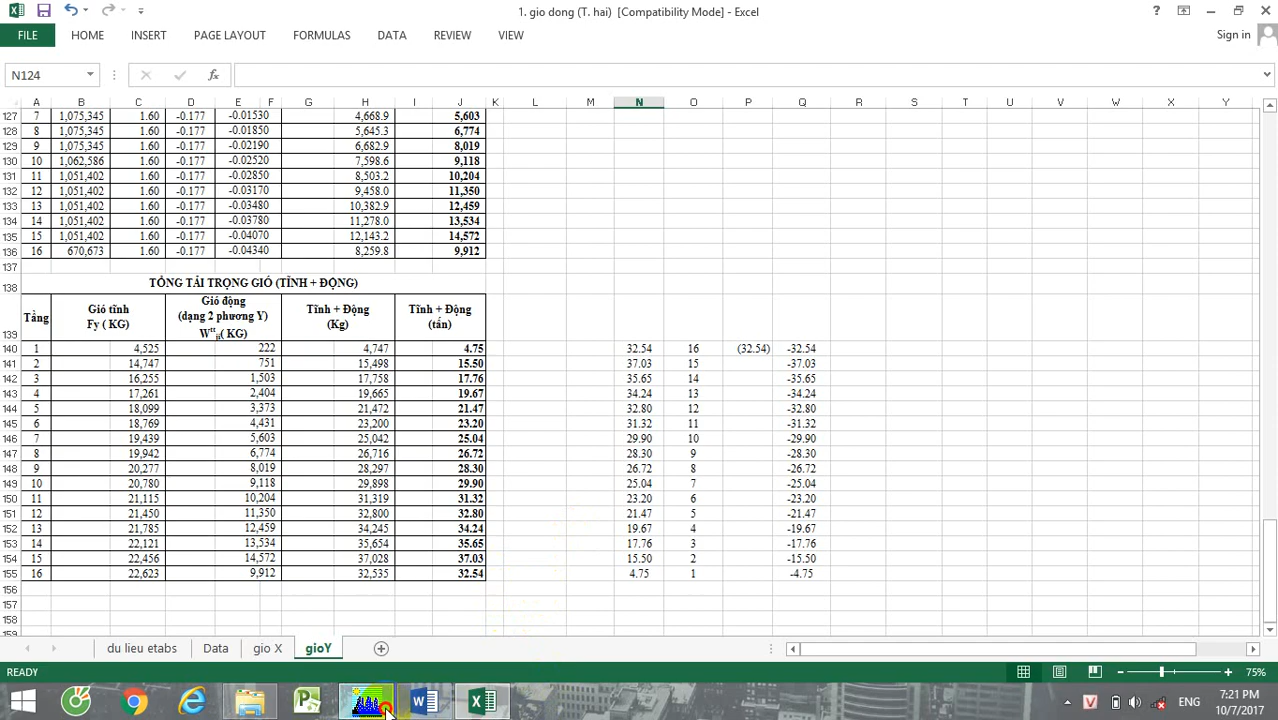 1. gio dong (T. hai) [Compatibility Mode] - Excel
FILE HOME INSERT PAGE LAYOUT FORMULAS DATA REVIEW VIEW Sign in
N124
A B C D E F G H I J K L M N O P Q R S T U V W X Y
127 7 1,075,345 1.60 -0.177 -0.01530 4,668.9 5,603
128 8 1,075,345 1.60 -0.177 -0.01850 5,645.3 6,774
129 9 1,075,345 1.60 -0.177 -0.02190 6,682.9 8,019
130 10 1,062,586 1.60 -0.177 -0.02520 7,598.6 9,118
131 11 1,051,402 1.60 -0.177 -0.02850 8,503.2 10,204
132 12 1,051,402 1.60 -0.177 -0.03170 9,458.0 11,350
133 13 1,051,402 1.60 -0.177 -0.03480 10,382.9 12,459
134 14 1,051,402 1.60 -0.177 -0.03780 11,278.0 13,534
135 15 1,051,402 1.60 -0.177 -0.04070 12,143.2 14,572
136 16 670,673 1.60 -0.177 -0.04340 8,259.8 9,912
137
138 TỔNG TẢI TRỌNG GIÓ (TĨNH + ĐỘNG)
Tầng
Gió tĩnh
Fy ( KG)
Gió động
(dạng 2 phương Y)
W^tt_ji( KG)
Tĩnh + Động
(Kg)
Tĩnh + Động
(tấn)
139
140 1 4,525 222 4,747 4.75 32.54 16 (32.54) -32.54
141 2 14,747 751 15,498 15.50 37.03 15 -37.03
142 3 16,255 1,503 17,758 17.76 35.65 14 -35.65
143 4 17,261 2,404 19,665 19.67 34.24 13 -34.24
144 5 18,099 3,373 21,472 21.47 32.80 12 -32.80
145 6 18,769 4,431 23,200 23.20 31.32 11 -31.32
146 7 19,439 5,603 25,042 25.04 29.90 10 -29.90
148 8 19,942 6,774 26,716 26.72 28.30 9 -28.30
149 9 20,277 8,019 28,297 28.30 26.72 8 -26.72
149 10 20,780 9,118 29,898 29.90 25.04 7 -25.04
150 11 21,115 10,204 31,319 31.32 23.20 6 -23.20
151 12 21,450 11,350 32,800 32.80 21.47 5 -21.47
152 13 21,785 12,459 34,245 34.24 19.67 4 -19.67
153 14 22,121 13,534 35,654 35.65 17.76 3 -17.76
154 15 22,456 14,572 37,028 37.03 15.50 2 -15.50
155 16 22,623 9,912 32,535 32.54 4.75 1 -4.75
156
157
158
159
du lieu etabs Data gio X gioY
READY 75%
V ENG 7:21 PM
10/7/2017